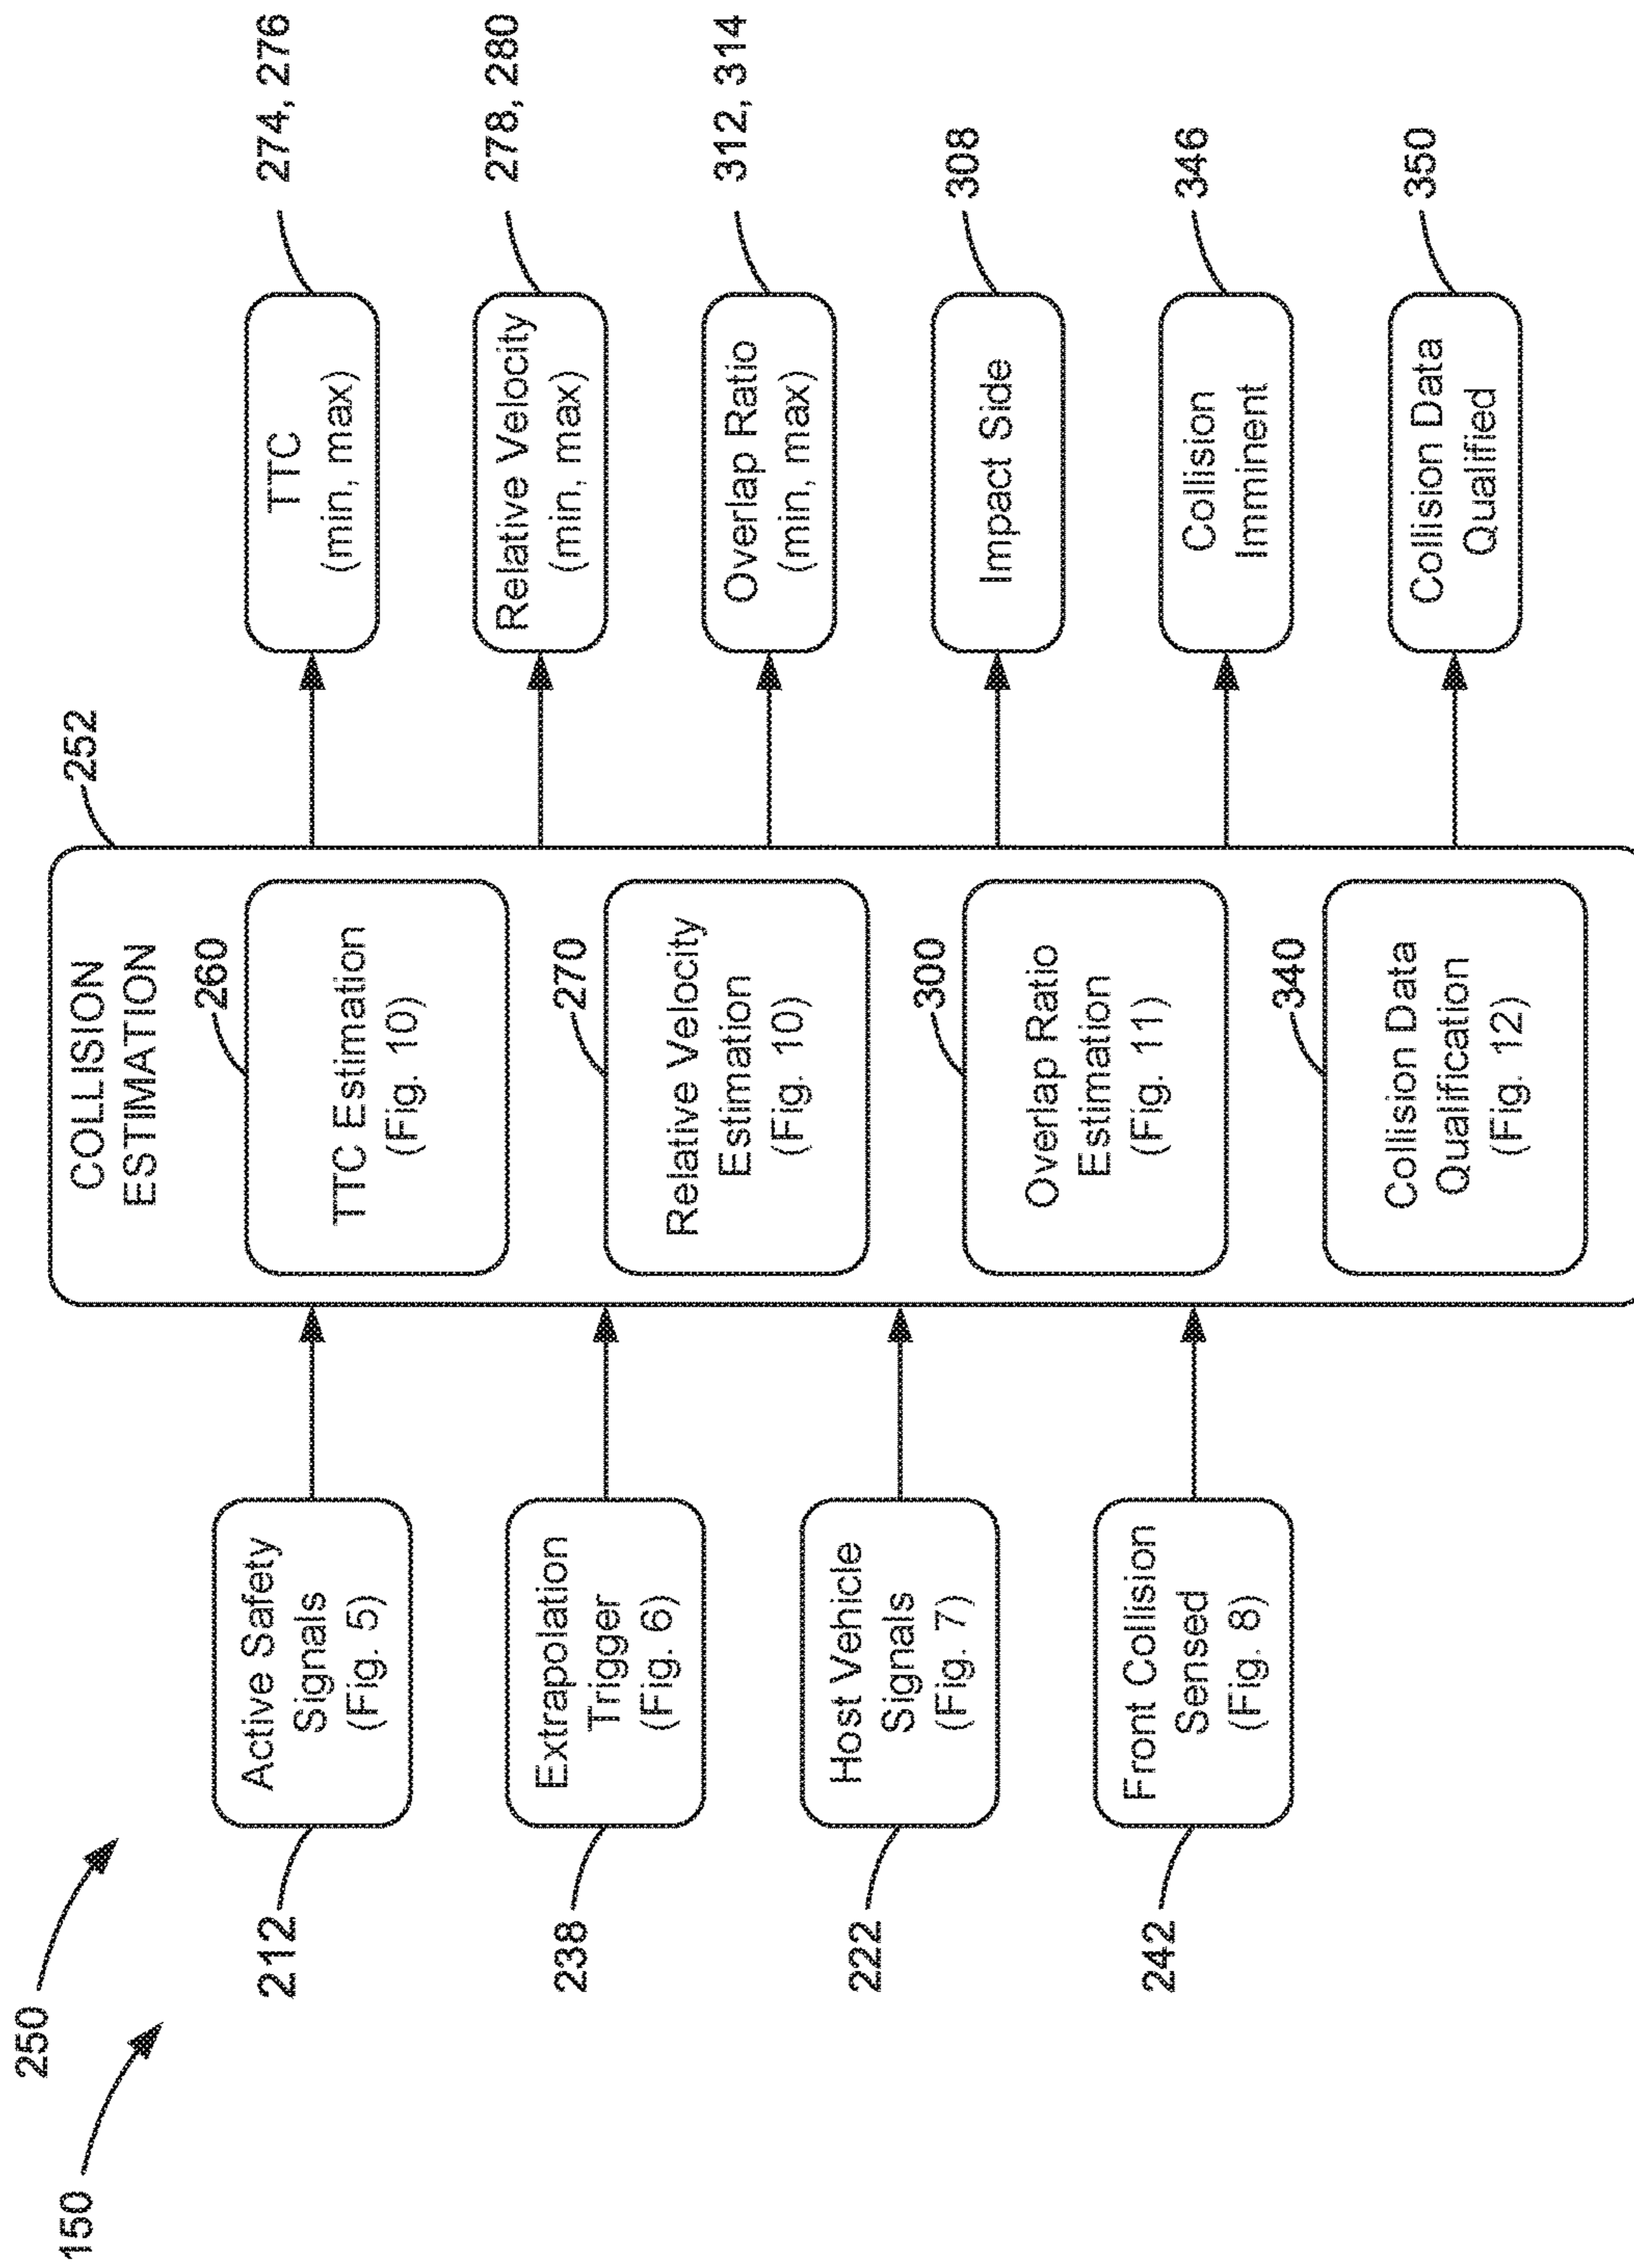 150
250
212
Active Safety
Signals
(Fig. 5)
238
Extrapolation
Trigger
(Fig. 6)
222
Host Vehicle
Signals
(Fig. 7)
242
Front Collision
Sensed
(Fig. 8)
252
COLLISION
ESTIMATION
260
TTC Estimation
(Fig. 10)
270
Relative Velocity
Estimation
(Fig. 10)
300
Overlap Ratio
Estimation
(Fig. 11)
340
Collision Data
Qualification
(Fig. 12)
TTC
(min, max)
274, 276
Relative Velocity
(min, max)
278, 280
Overlap Ratio
(min, max)
312, 314
Impact Side
308
Collision
Imminent
346
Collision Data
Qualified
350